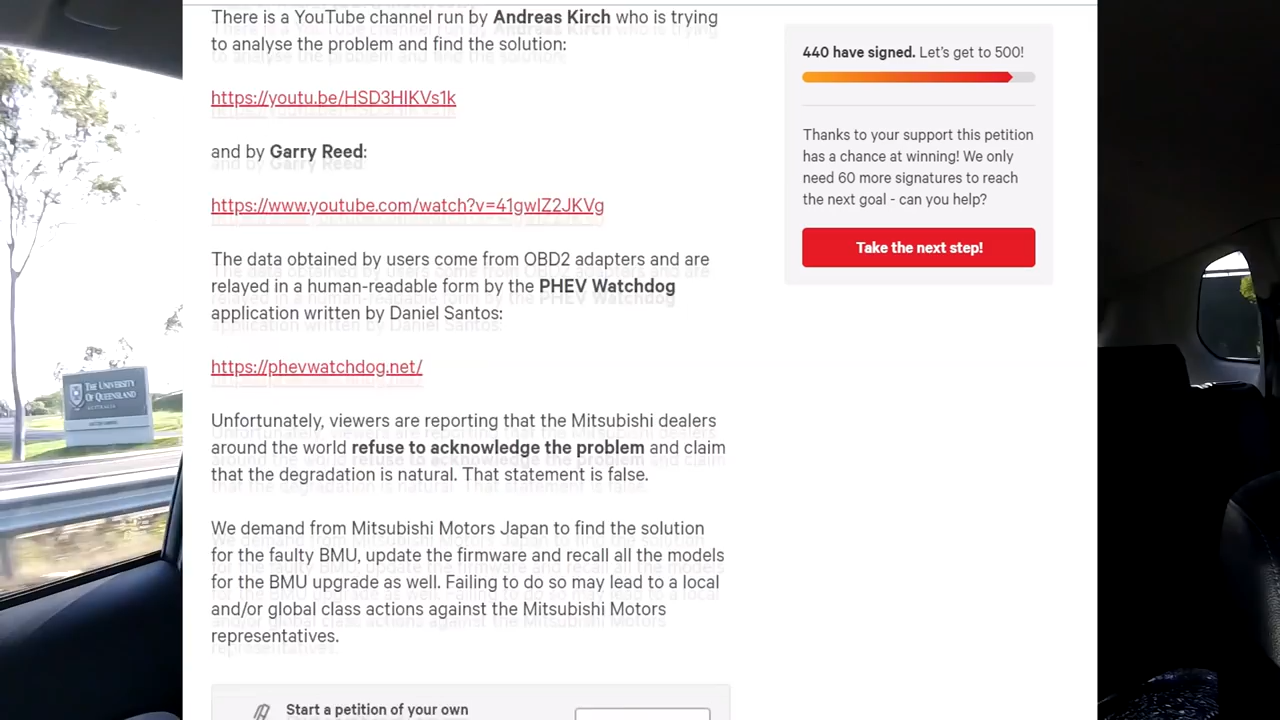 There is a YouTube channel run by Andreas Kirch who is trying
to analyse the problem and find the solution:
https://youtu.be/HSD3HIKVs1k
and by Garry Reed:
https://www.youtube.com/watch?v=41gwIZ2JKVg
The data obtained by users come from OBD2 adapters and are
relayed in a human-readable form by the PHEV Watchdog
application written by Daniel Santos:
https://phevwatchdog.net/
Unfortunately, viewers are reporting that the Mitsubishi dealers
around the world refuse to acknowledge the problem and claim
that the degradation is natural. That statement is false.
We demand from Mitsubishi Motors Japan to find the solution
for the faulty BMU, update the firmware and recall all the models
for the BMU upgrade as well. Failing to do so may lead to a local
and/or global class actions against the Mitsubishi Motors
representatives.
Start a petition of your own
440 have signed. Let's get to 500!
Thanks to your support this petition
has a chance at winning! We only
need 60 more signatures to reach
the next goal - can you help?
Take the next step!
THE UNIVERSITY
OF QUEENSLAND
AUSTRALIA